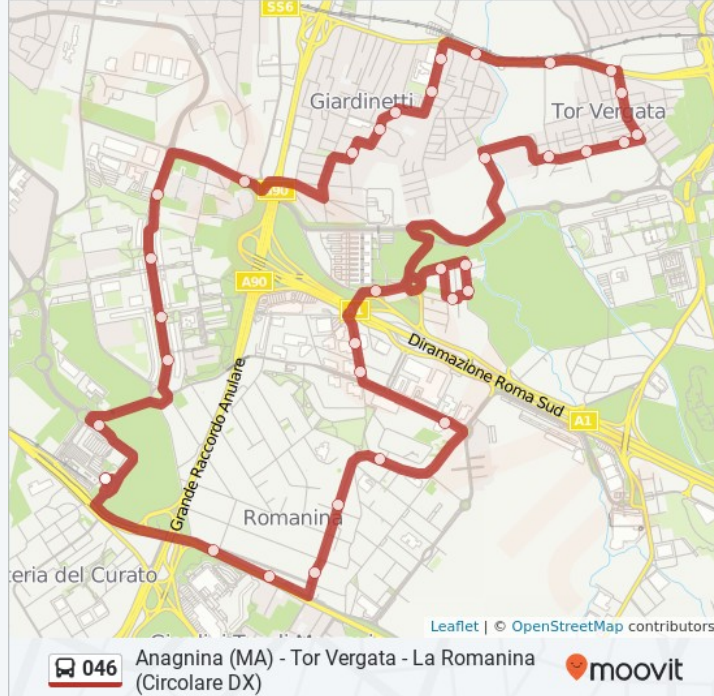 SS6
Giardinetti
Tor Vergata
A90
A90
A1
Diramazione Roma Sud
A1
Grande Raccordo Anulare
Romanina
teria del Curato
Leaflet | © OpenStreetMap contributors
046
Anagnina (MA) - Tor Vergata - La Romanina
(Circolare DX)
moovit